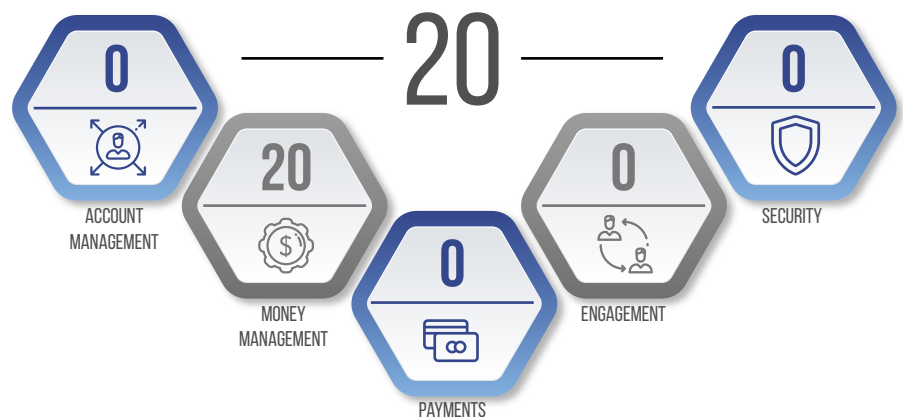 20
0
ACCOUNT
MANAGEMENT
20
$
MONEY
MANAGEMENT
0
PAYMENTS
0
ENGAGEMENT
0
SECURITY